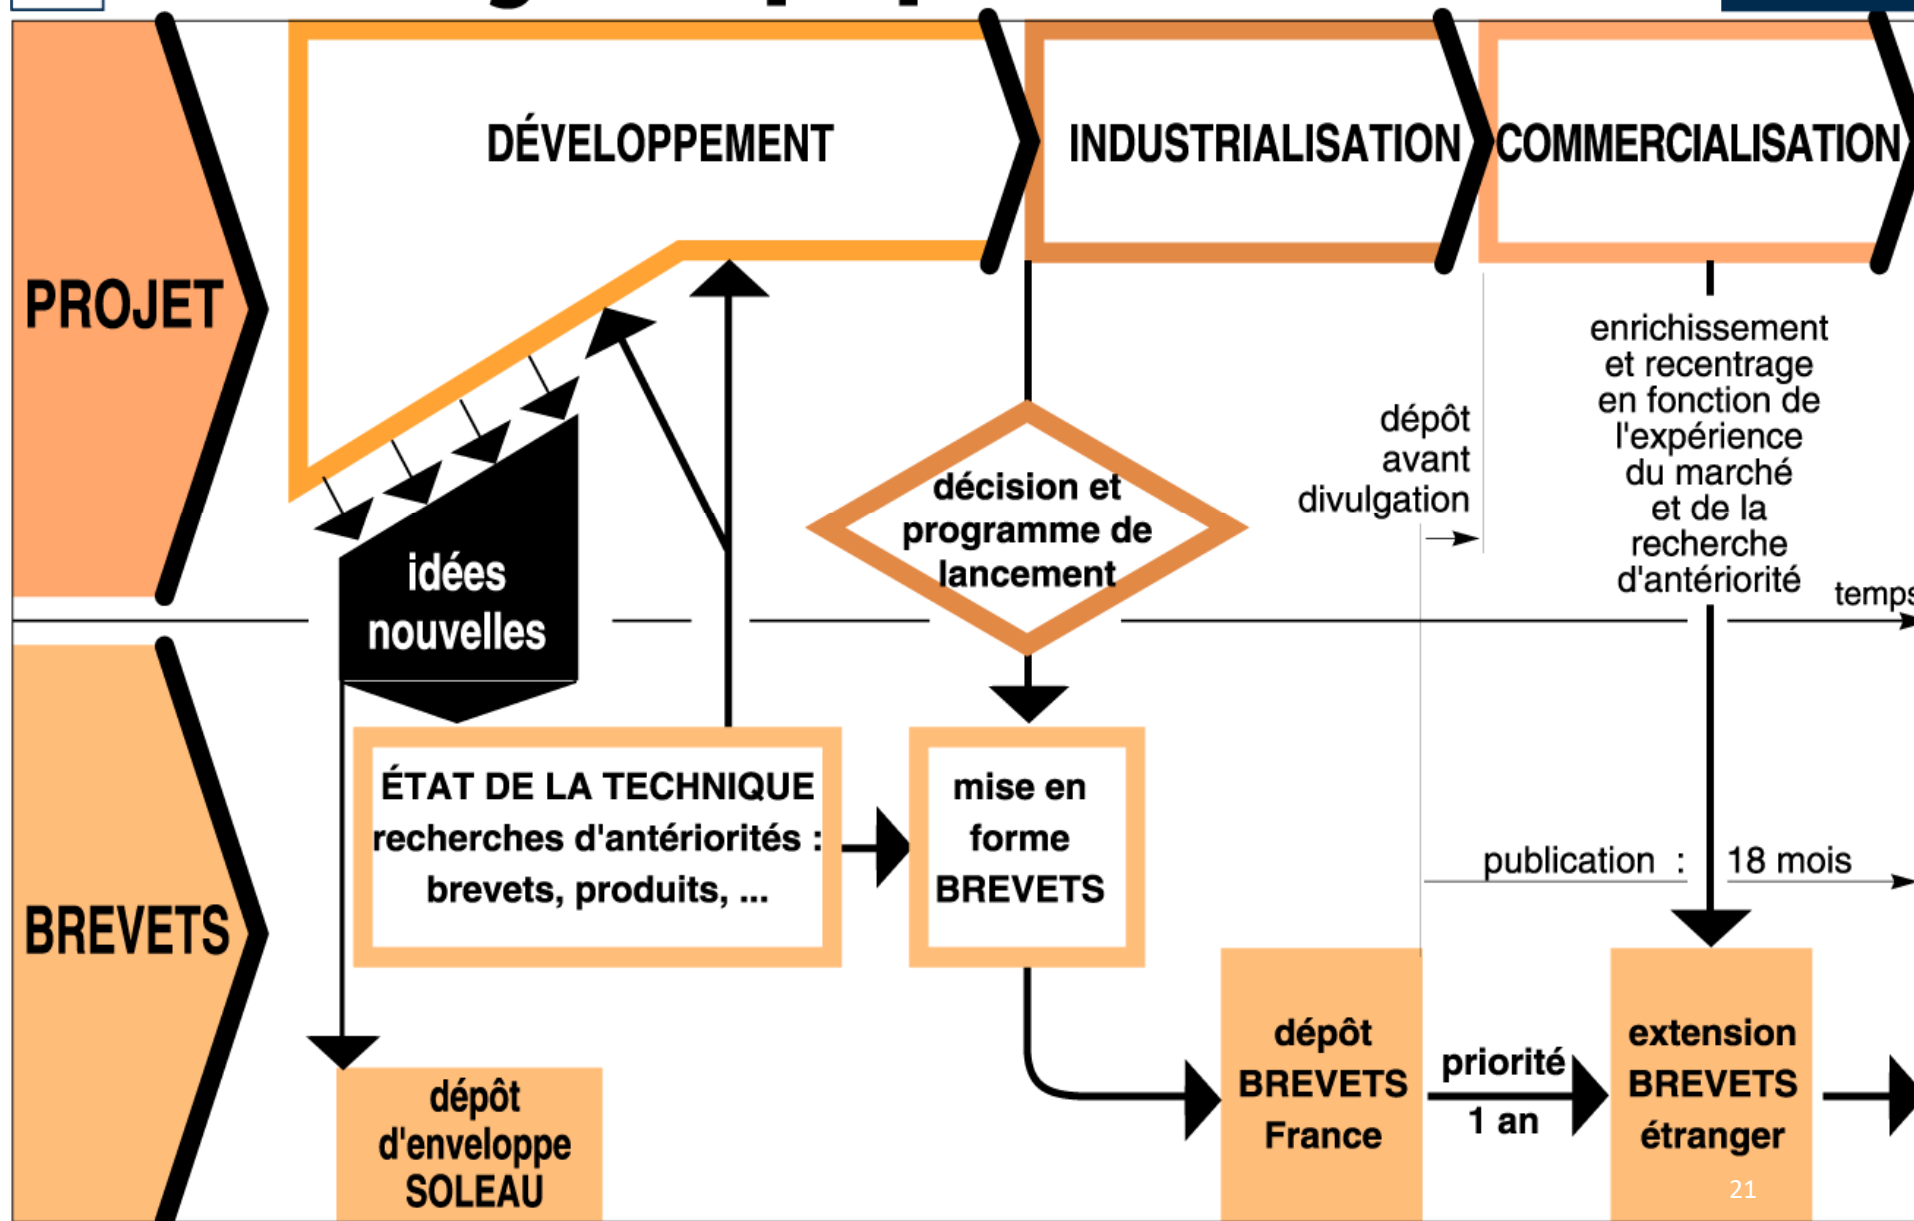 DÉVELOPPEMENT
INDUSTRIALISATION
COMMERCIALISATION
PROJET
enrichissement
et recentrage
en fonction de
l'expérience
du marché
et de la
recherche
d'antériorité
dépôt
avant
divulgation
décision et
programme de
lancement
idées
nouvelles
temps
ÉTAT DE LA TECHNIQUE
recherches d'antériorités :
brevets, produits, ...
mise en
forme
BREVETS
publication : 18 mois
BREVETS
dépôt
d'enveloppe
SOLEAU
dépôt
BREVETS
France
priorité
1 an
extension
BREVETS
étranger
21